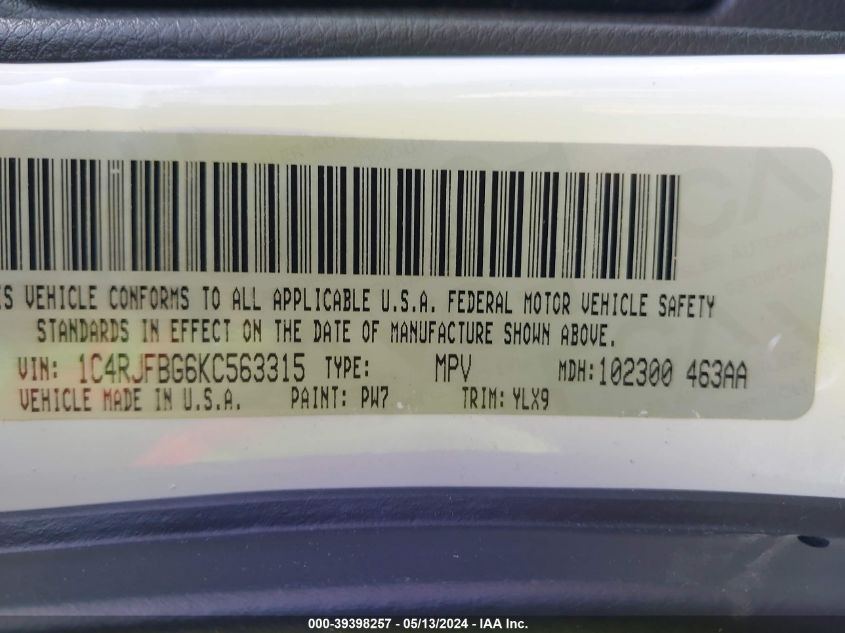 IS VEHICLE CONFORMS TO ALL APPLICABLE U.S.A. FEDERAL MOTOR VEHICLE SAFETY
STANDARDS IN EFFECT ON THE DATE OF MANUFACTURE SHOWN ABOVE.
VIN: 1C4RJFBG6KC563315 TYPE: MPV MDH: 102300 463AA
VEHICLE MADE IN U.S.A. PAINT: PW7 TRIM: YLX9
000-39398257 - 05/13/2024 - IAA Inc.